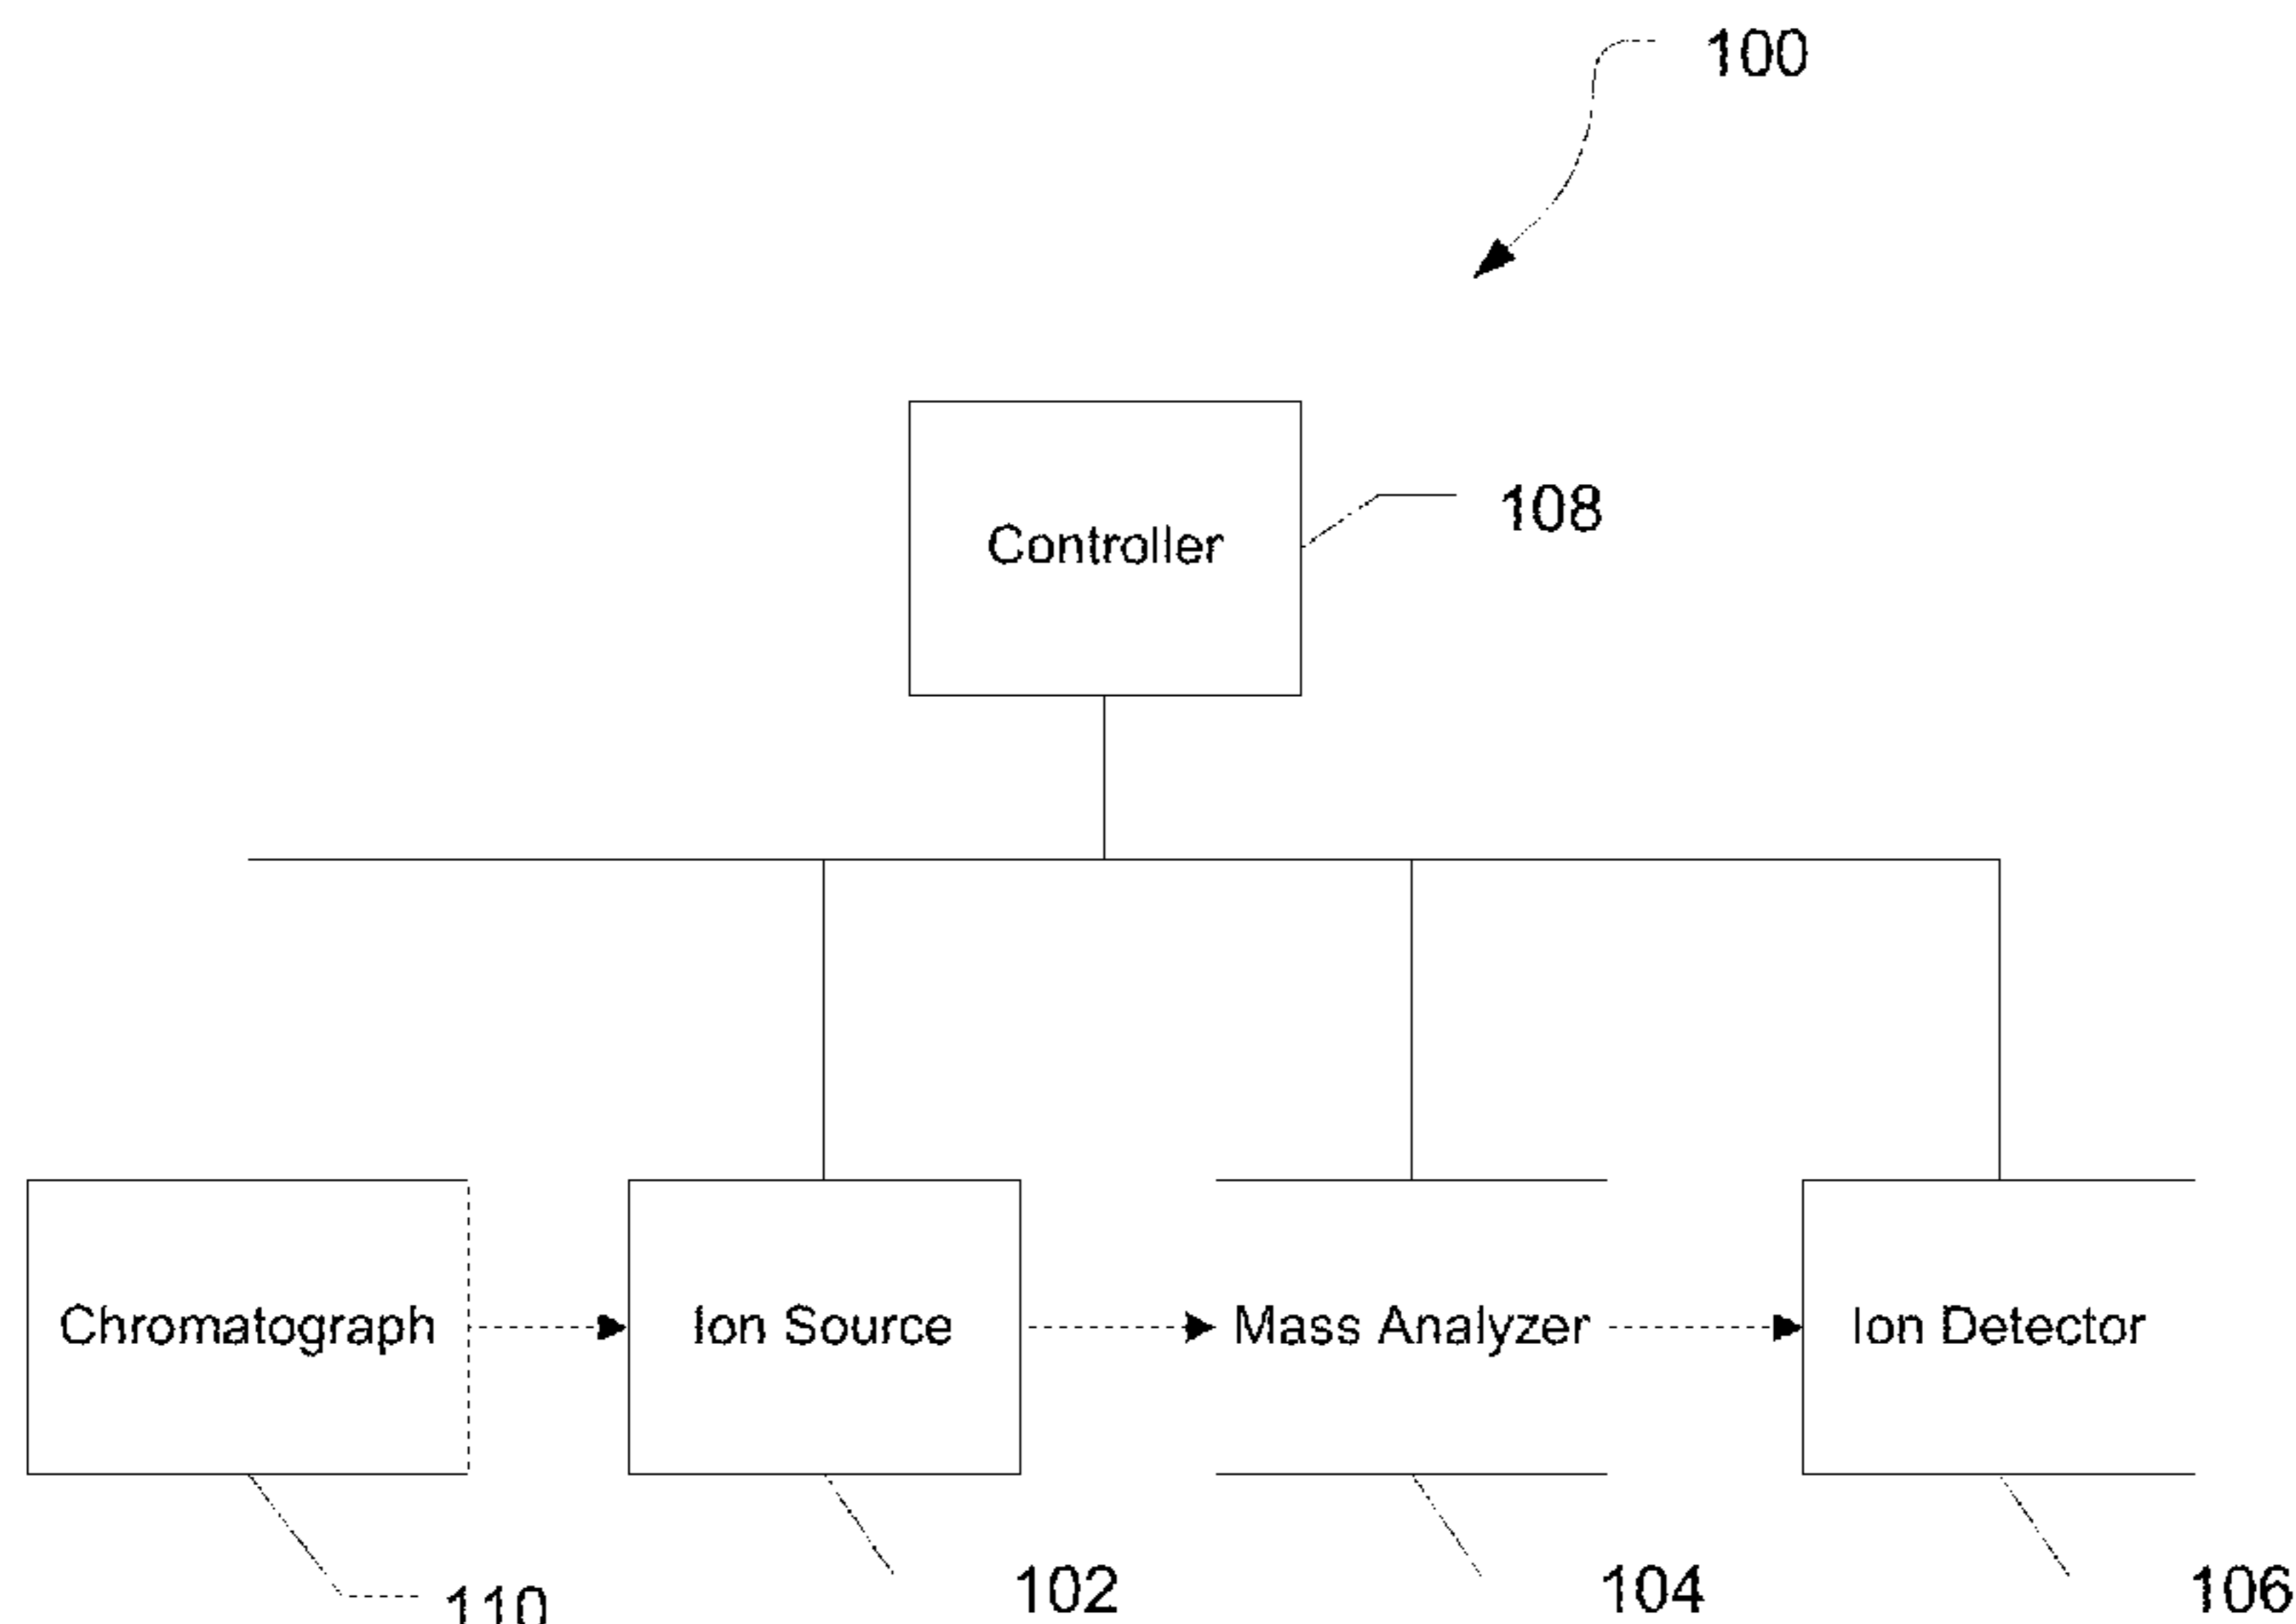 100
Controller
108
Chromatograph
Ion Source
Mass Analyzer
Ion Detector
110
102
104
106